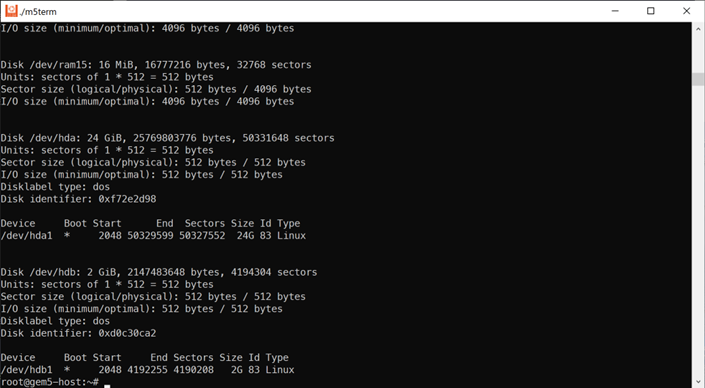 ./m5term
I/O size (minimum/optimal): 4096 bytes / 4096 bytes
Disk /dev/ram15: 16 MiB, 16777216 bytes, 32768 sectors
Units: sectors of 1 * 512 = 512 bytes
Sector size (logical/physical): 512 bytes / 4096 bytes
I/O size (minimum/optimal): 4096 bytes / 4096 bytes
Disk /dev/hda: 24 GiB, 25769803776 bytes, 50331648 sectors
Units: sectors of 1 * 512 = 512 bytes
Sector size (logical/physical): 512 bytes / 512 bytes
I/O size (minimum/optimal): 512 bytes / 512 bytes
Disklabel type: dos
Disk identifier: 0xf72e2d98
Device     Boot Start      End  Sectors Size Id Type
/dev/hda1  *     2048 50329599 50327552  24G 83 Linux
Disk /dev/hdb: 2 GiB, 2147483648 bytes, 4194304 sectors
Units: sectors of 1 * 512 = 512 bytes
Sector size (logical/physical): 512 bytes / 512 bytes
I/O size (minimum/optimal): 512 bytes / 512 bytes
Disklabel type: dos
Disk identifier: 0xd0c30ca2
Device     Boot Start     End Sectors Size Id Type
/dev/hdb1  *     2048 4192255 4190208   2G 83 Linux
root@gem5-host:~#